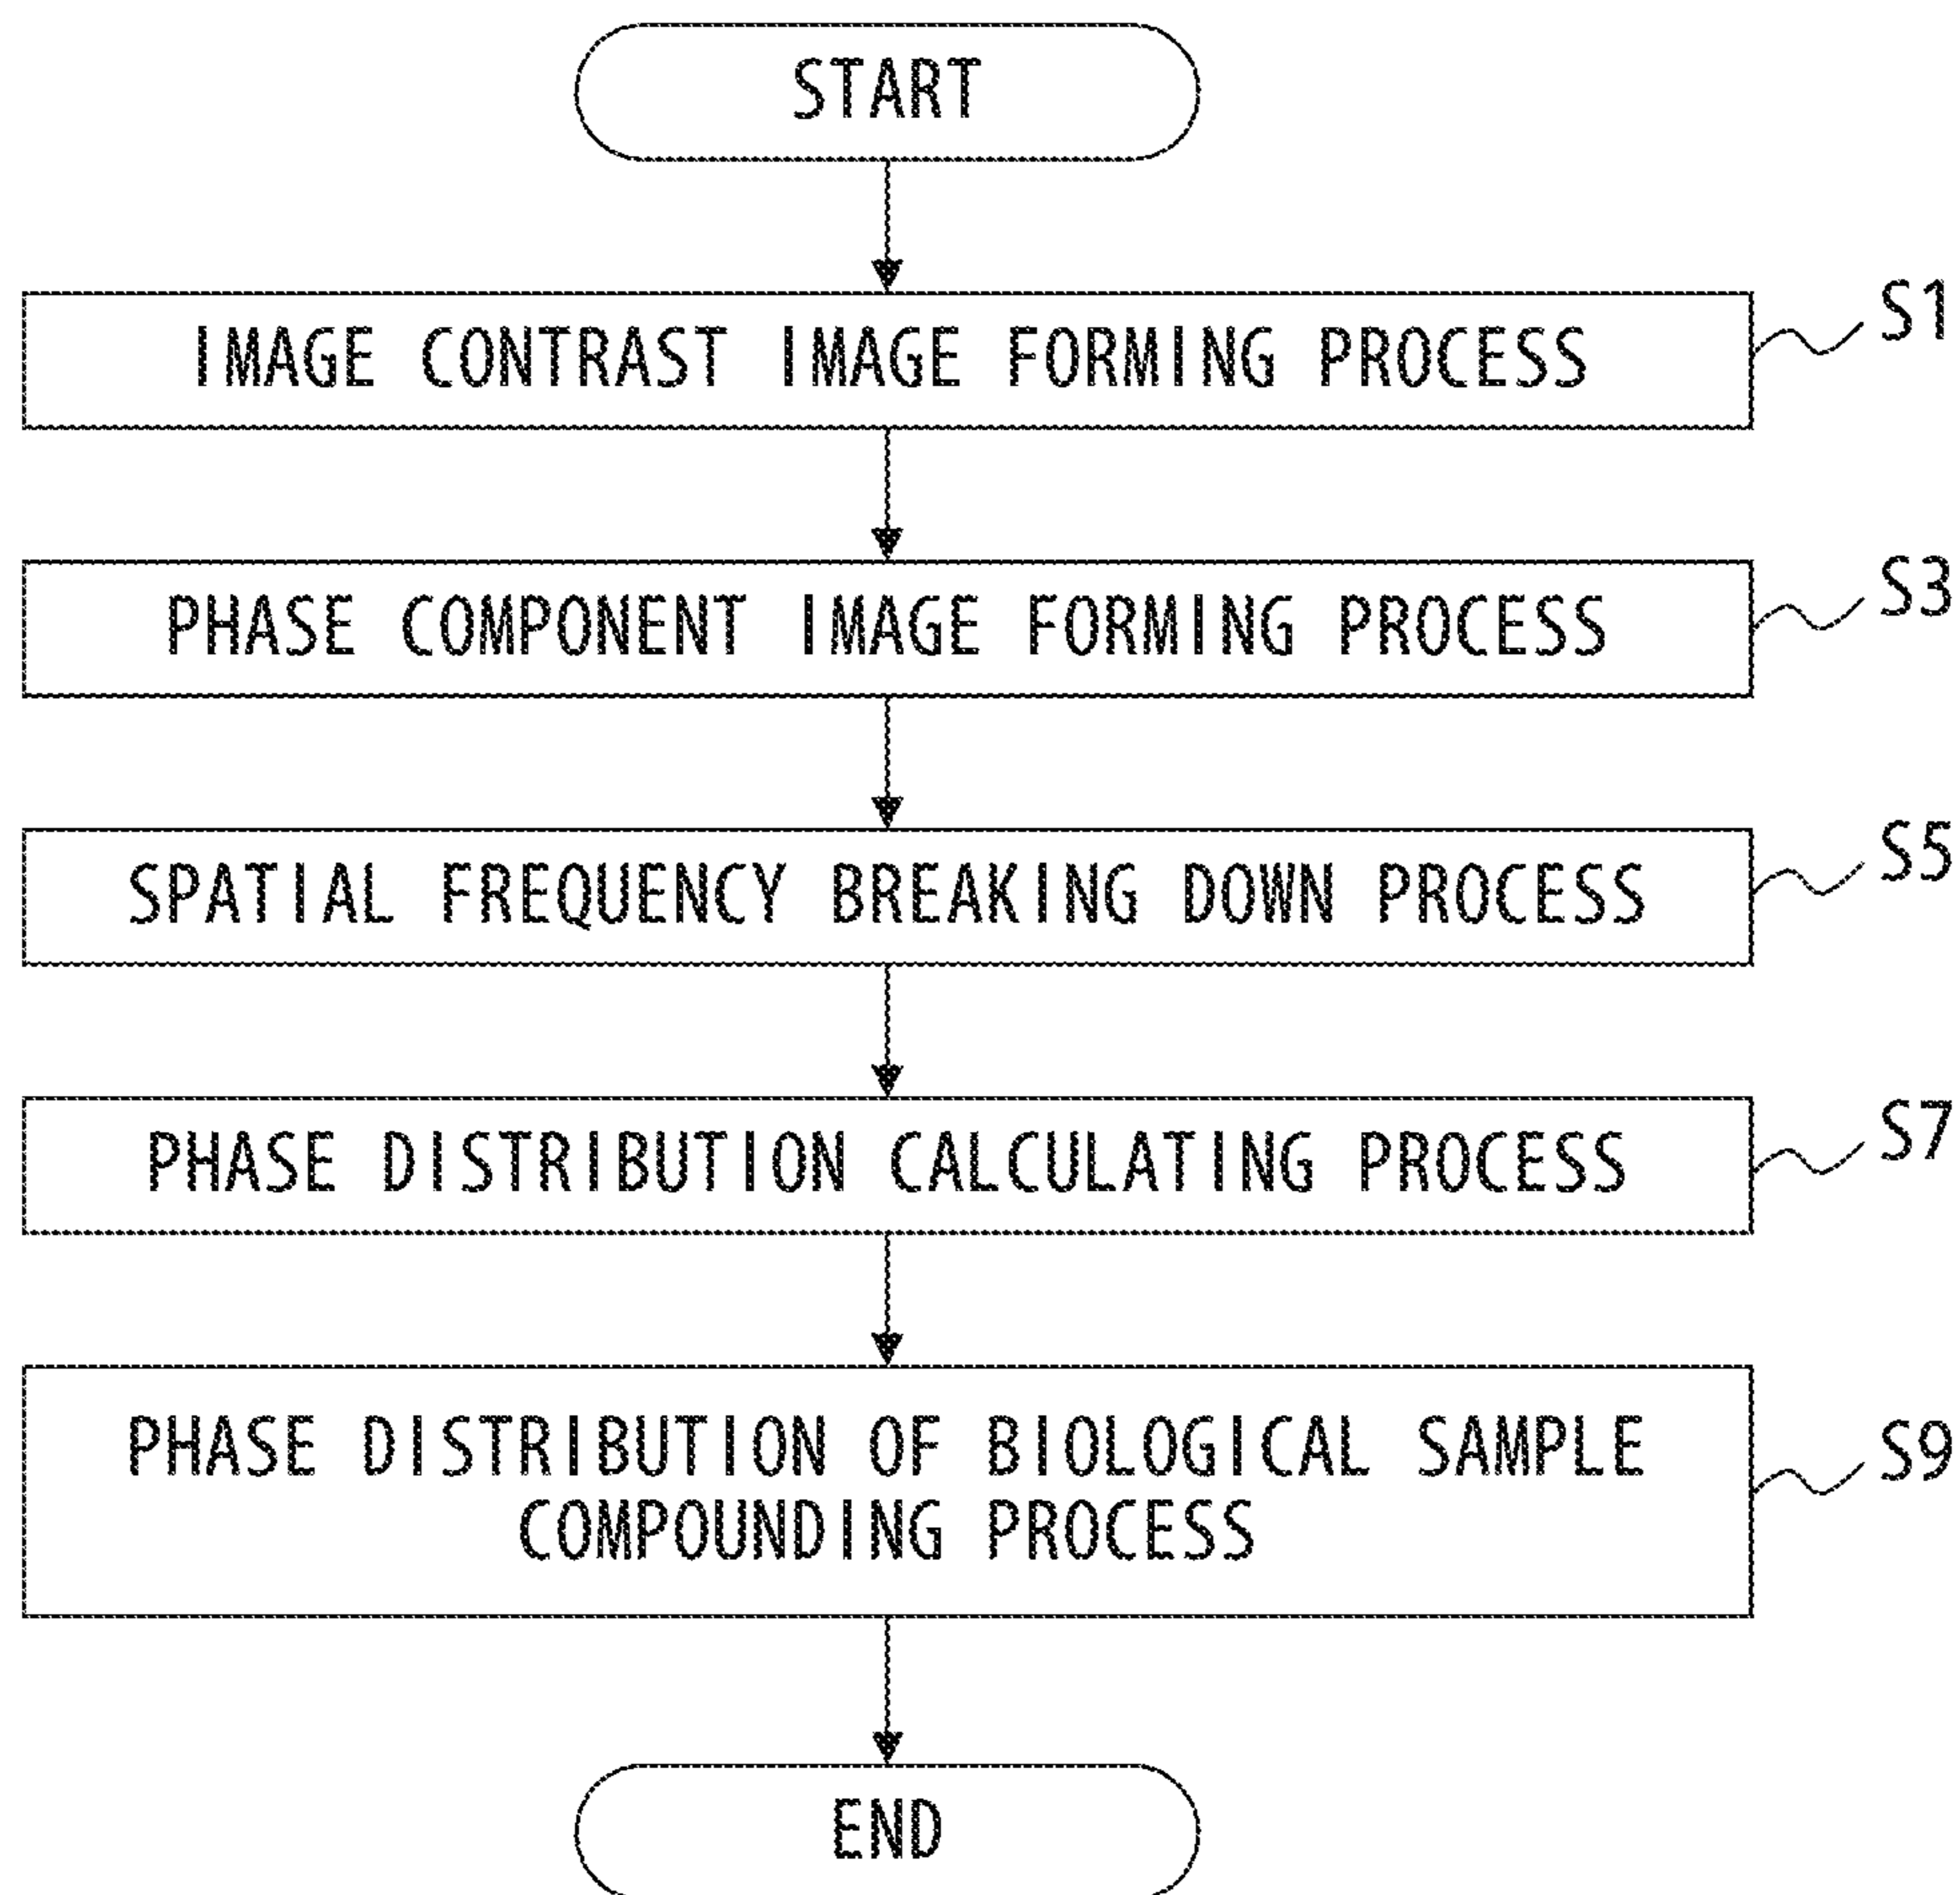 START
IMAGE CONTRAST IMAGE FORMING PROCESS
S1
PHASE COMPONENT IMAGE FORMING PROCESS
S3
SPATIAL FREQUENCY BREAKING DOWN PROCESS
S5
PHASE DISTRIBUTION CALCULATING PROCESS
S7
PHASE DISTRIBUTION OF BIOLOGICAL SAMPLE
COMPOUNDING PROCESS
S9
END